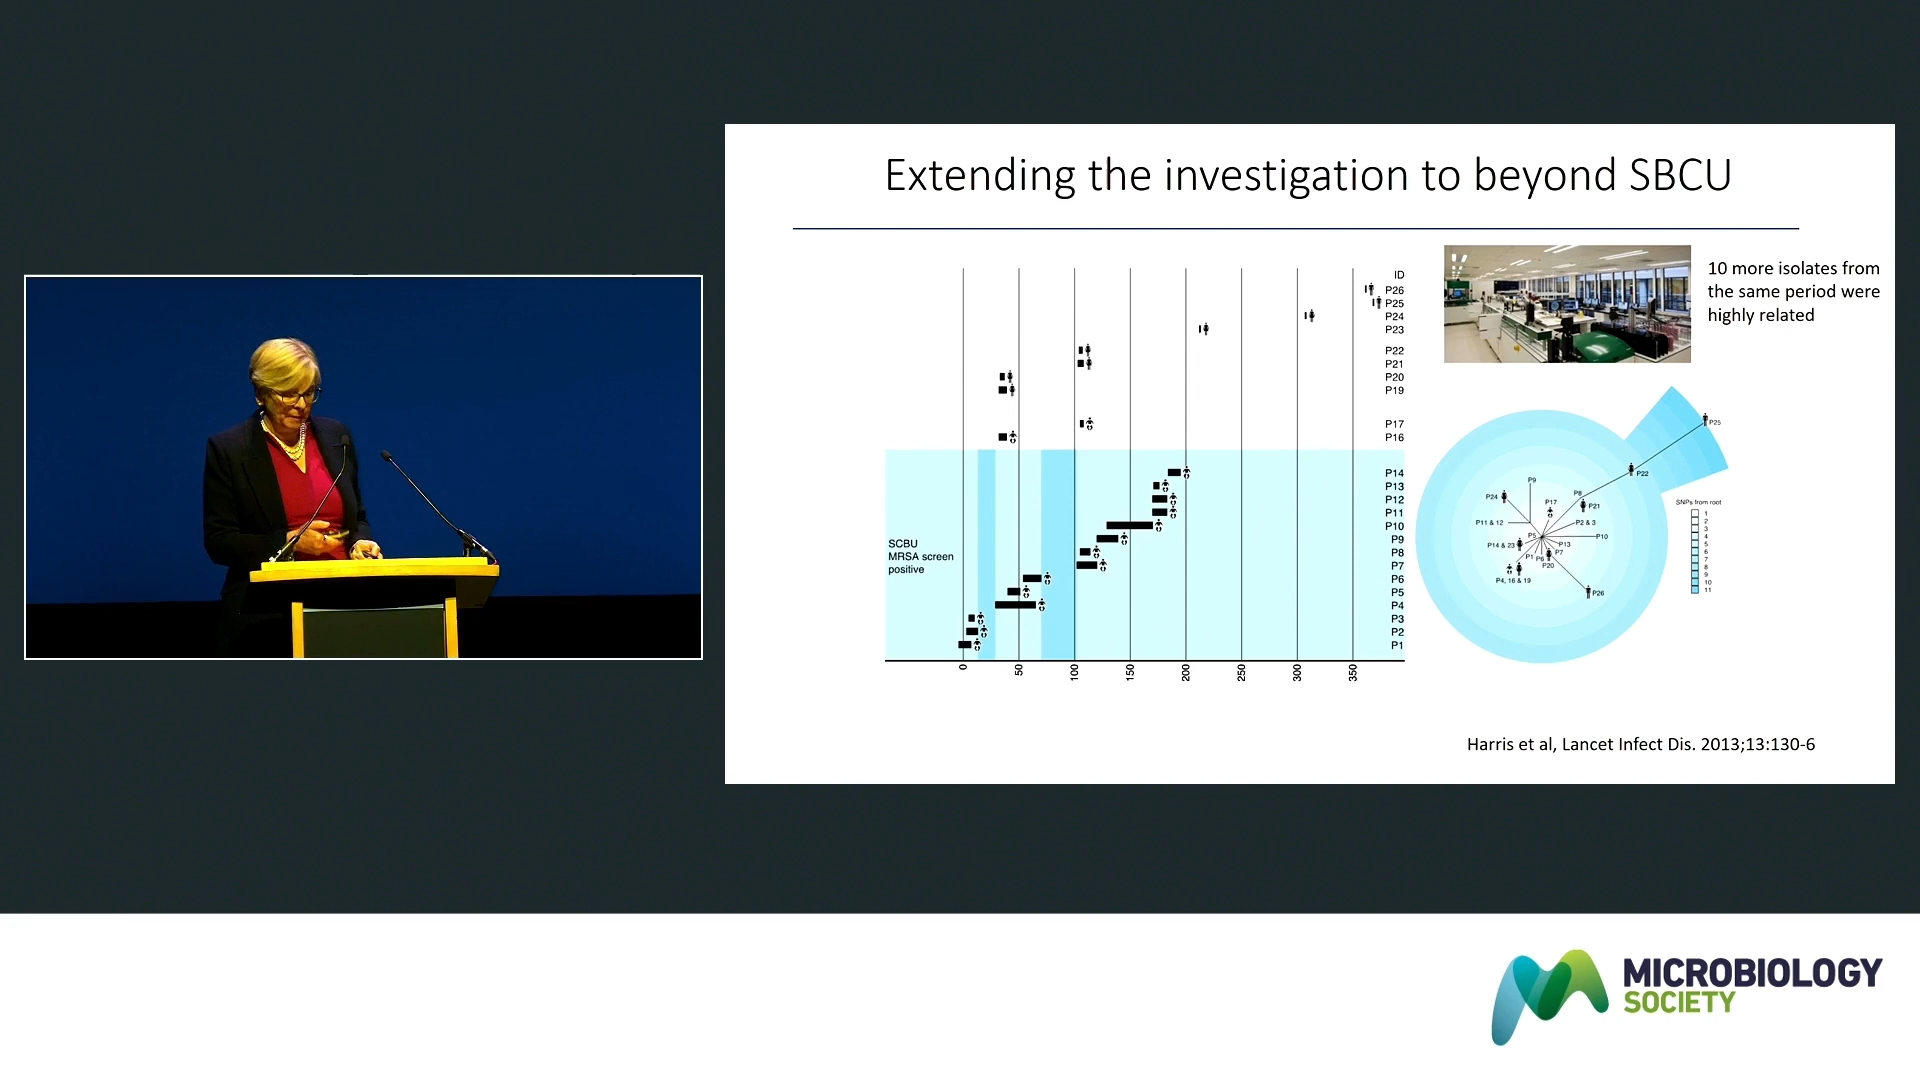 Extending the investigation to beyond SBCU
10 more isolates from
the same period were
highly related
ID
P26
P25
P24
P23
P22
P21
P20
P19
P17
P16
P14
P13
P12
P11
P10
P9
P8
P7
P6
P5
P4
P3
P2
P1
SCBU
MRSA screen
positive
0
50
100
150
200
250
300
350
P25
P22
P9
P8
P24
P17
P21
P11 & 12
P2 & 3
P5
P10
P14 & 23
P13
P7
P1
P6
P20
P4, 16 & 19
P26
SNPs from root
1
2
3
4
5
6
7
8
9
10
11
Harris et al, Lancet Infect Dis. 2013;13:130-6
MICROBIOLOGY
SOCIETY